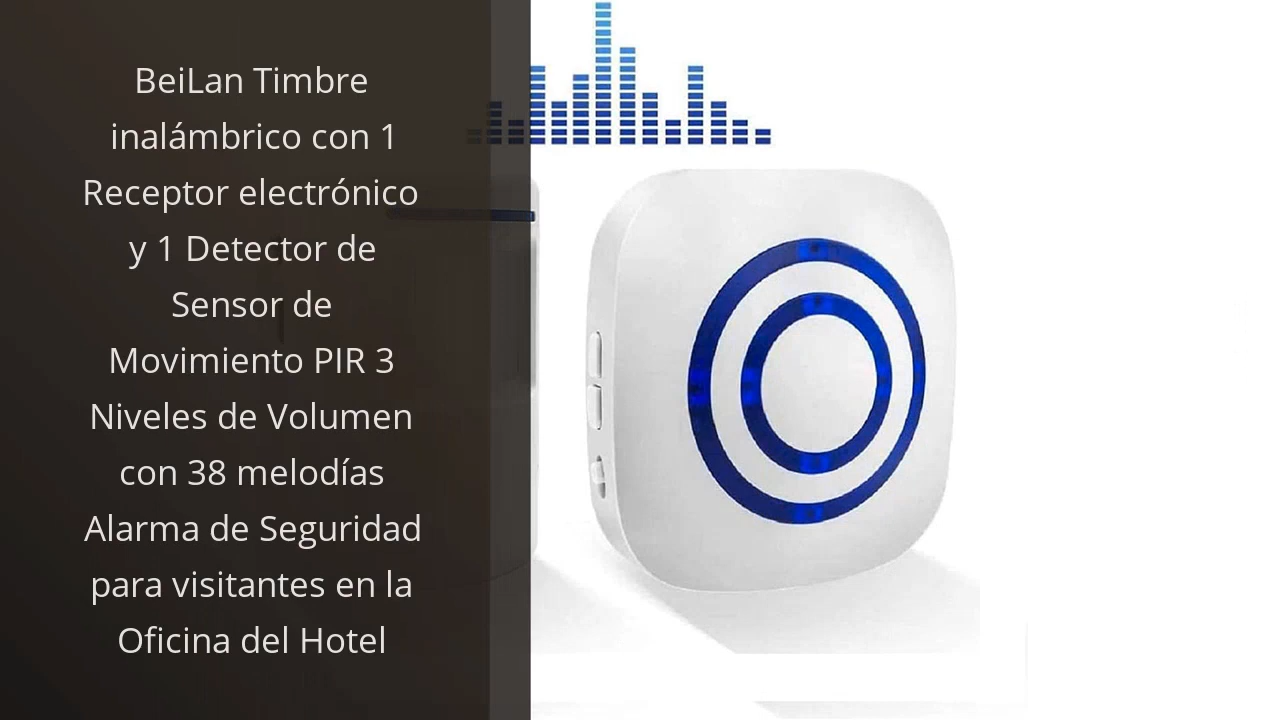 BeiLan Timbre
inalámbrico con 1
Receptor electrónico
y 1 Detector de
Sensor de
Movimiento PIR 3
Niveles de Volumen
con 38 melodías
Alarma de Seguridad
para visitantes en la
Oficina del Hotel